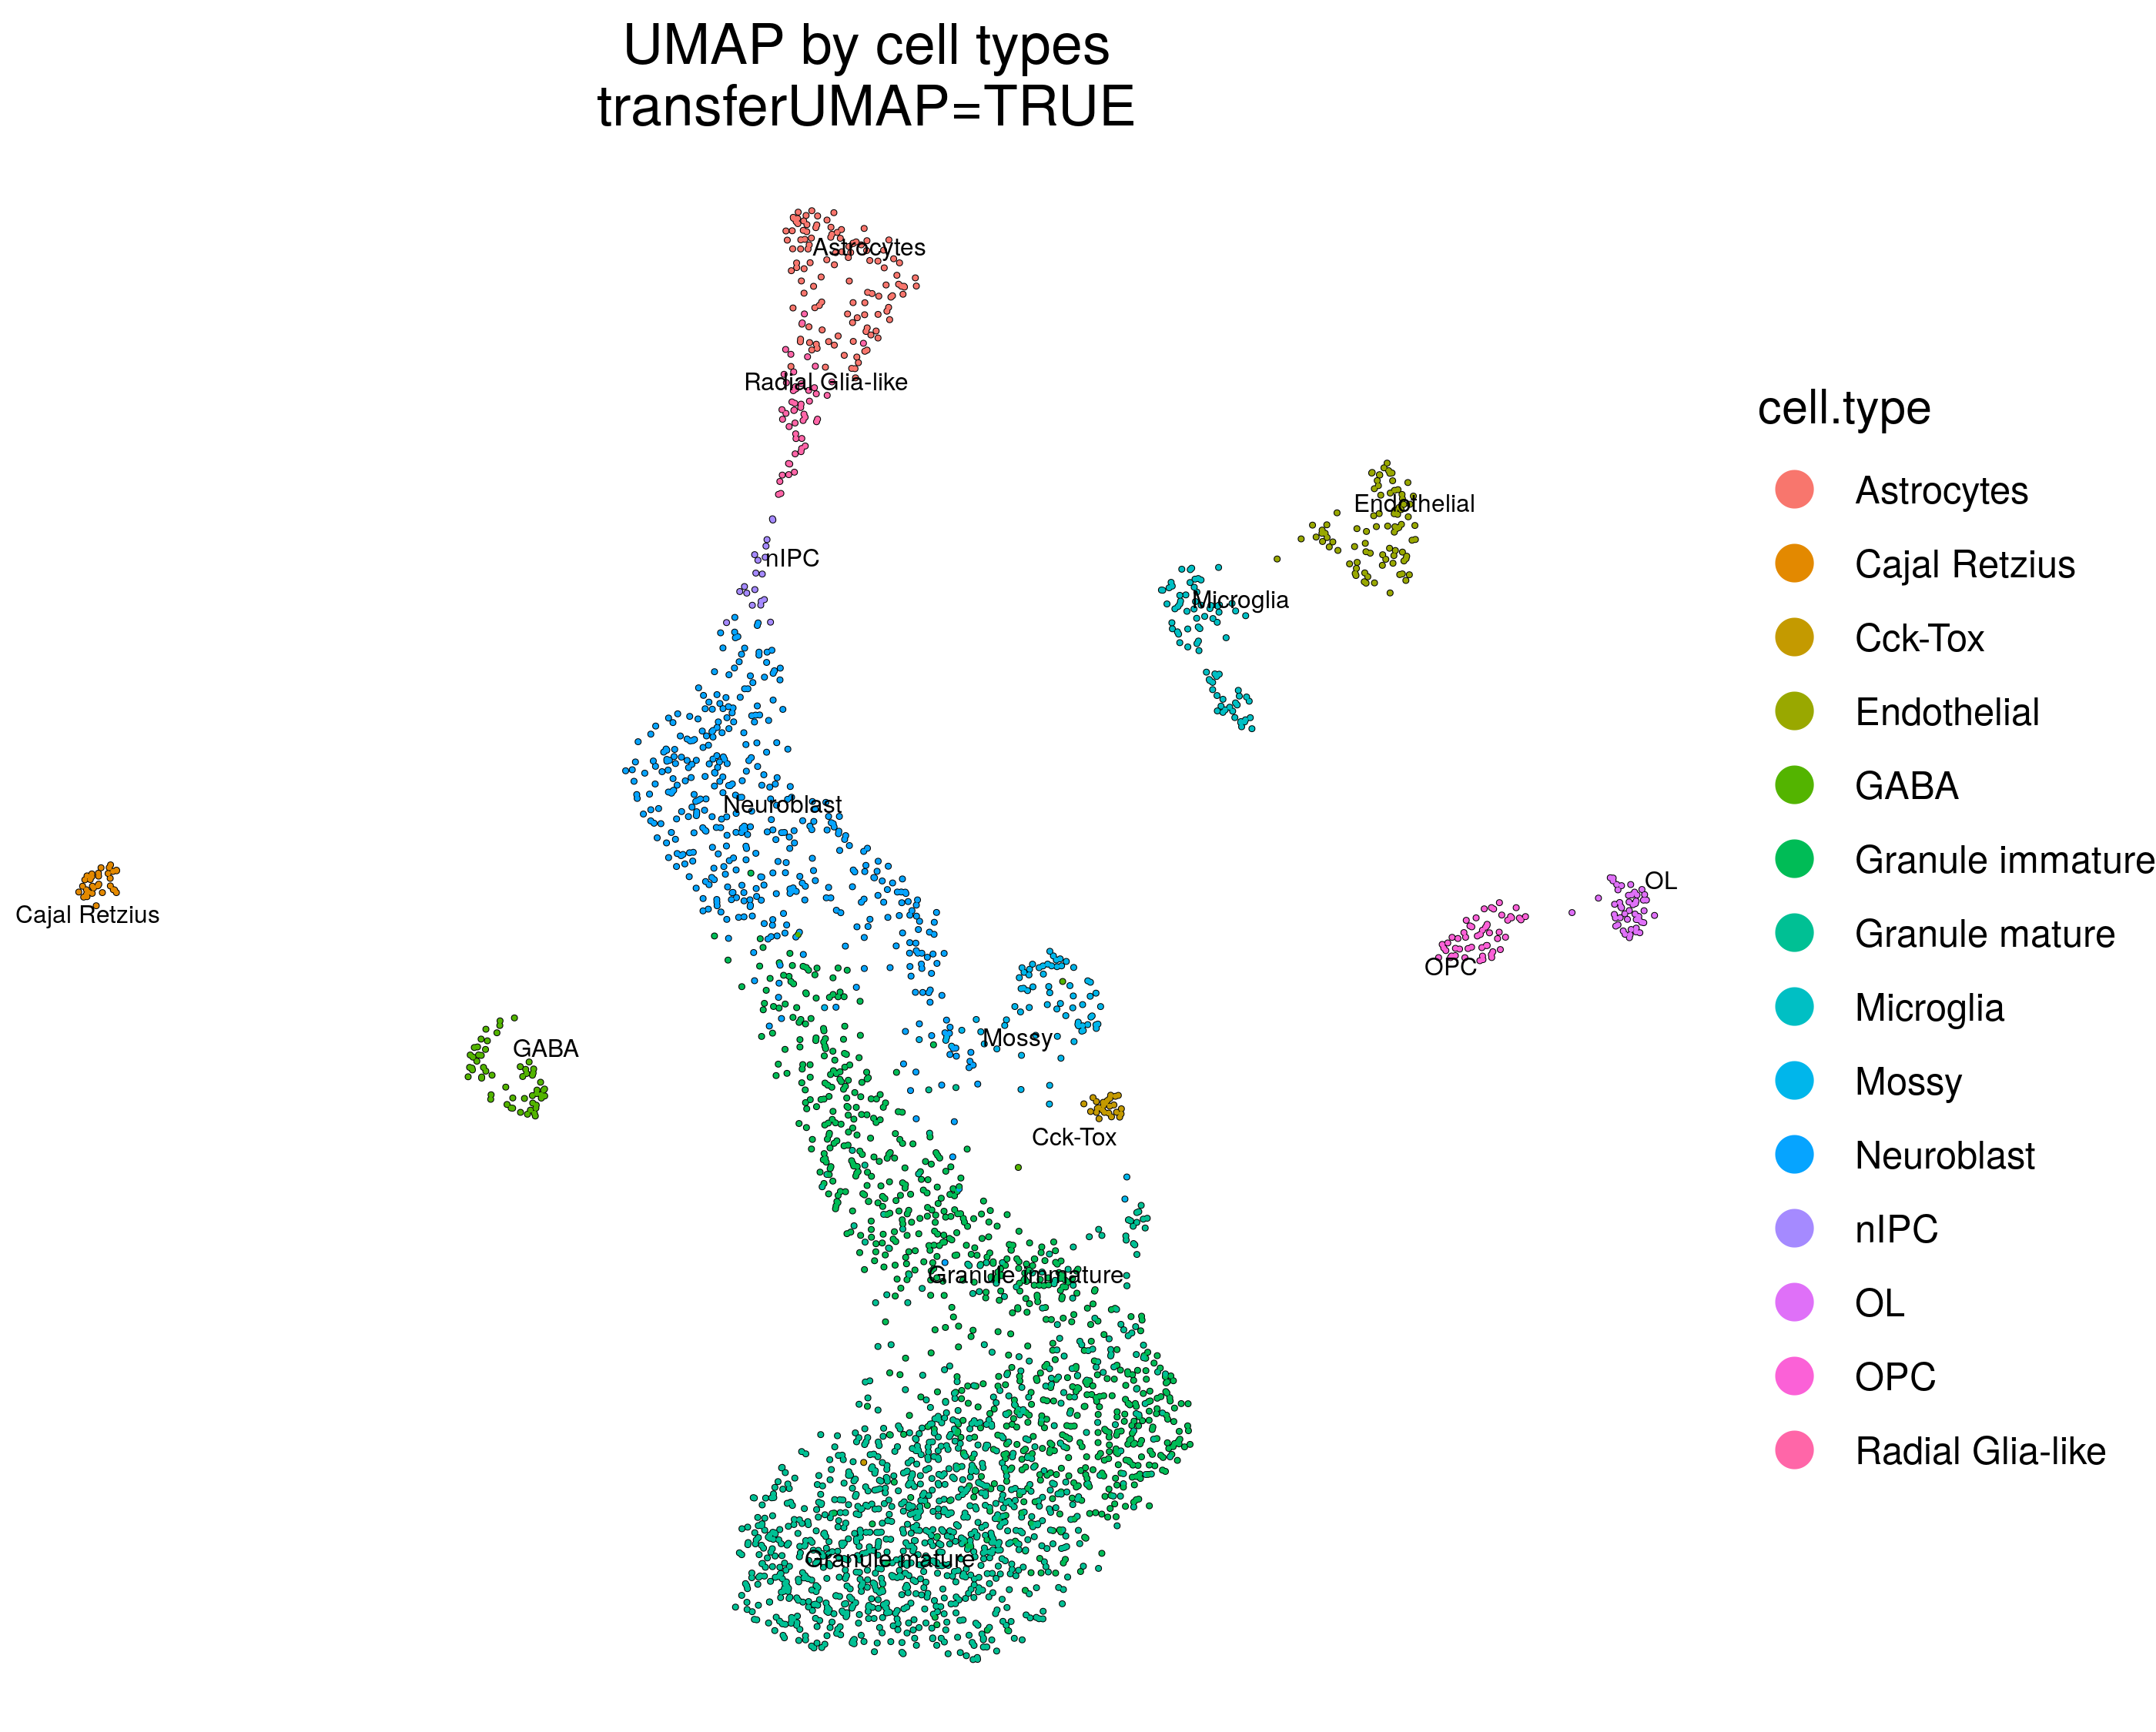 UMAP by cell types
transferUMAP=TRUE
Astrocytes
Radial Glia-like
nIPC
Endothelial
Microglia
Neuroblast
Cajal Retzius
OL
OPC
GABA
Mossy
Cck-Tox
Granule immature
Granule mature
cell.type
Astrocytes
Cajal Retzius
Cck-Tox
Endothelial
GABA
Granule immature
Granule mature
Microglia
Mossy
Neuroblast
nIPC
OL
OPC
Radial Glia-like